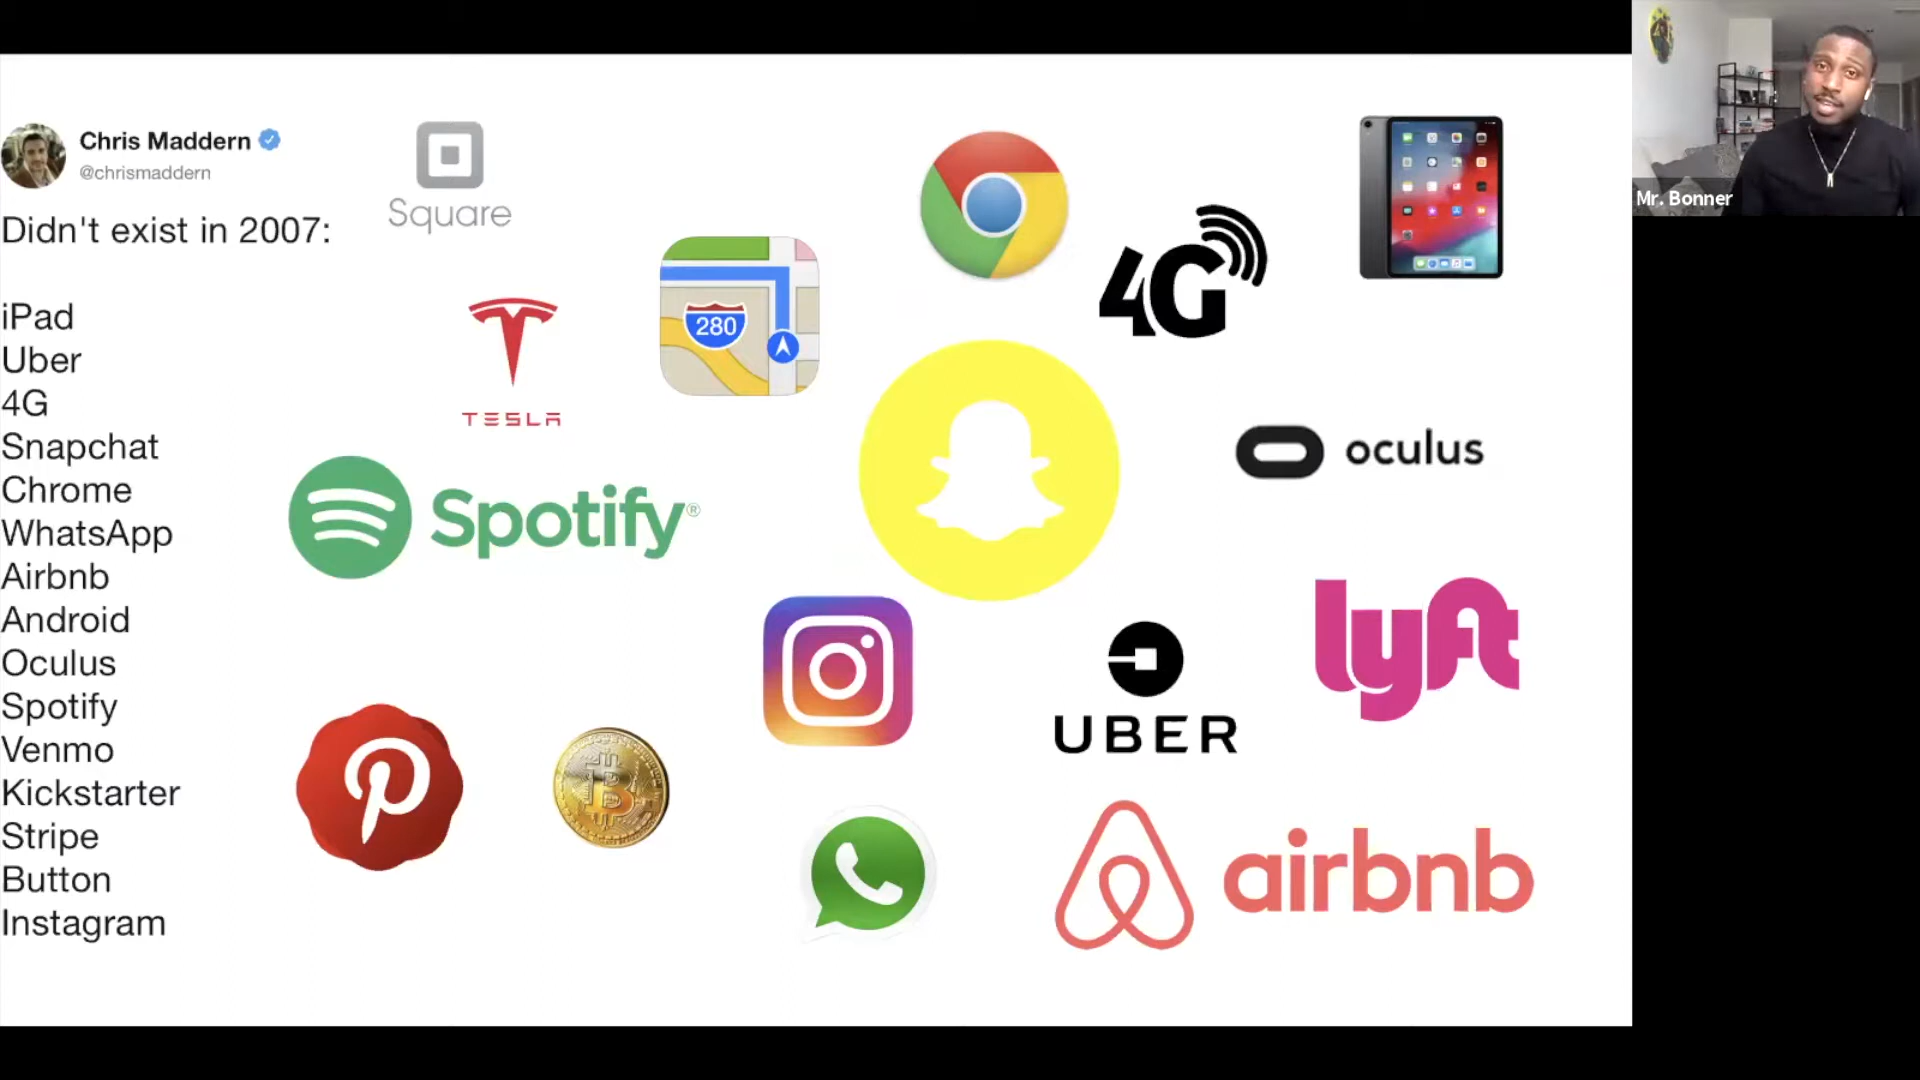 Chris Maddern
@chrismaddern
Didn't exist in 2007:
iPad
Uber
4G
Snapchat
Chrome
WhatsApp
Airbnb
Android
Oculus
Spotify
Venmo
Kickstarter
Stripe
Button
Instagram
Square
280
4G
TESLA
oculus
Spotify®
lyft
UBER
airbnb
Mr. Bonner